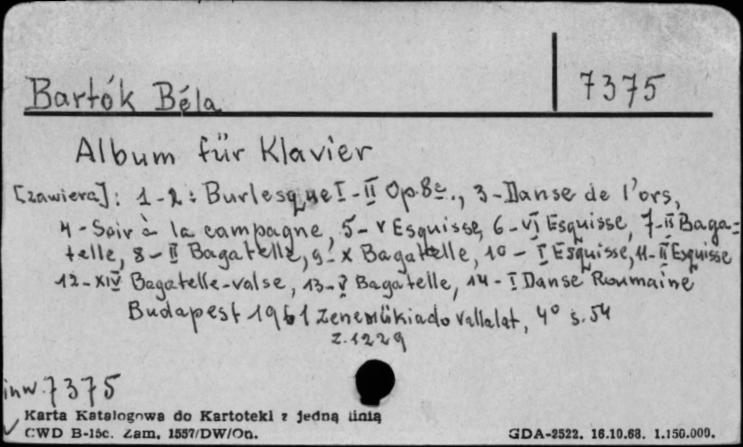 7375
Bartók Béla
Album für Klavier
[zawiera]: 1-2: Burlesque I-II Op.8c., 3-Danse de l'ors,
4-Soir à la campagne, 5-V Esquisse, 6-VI Esquisse, 7-II Baga=
telle, 8-II Bagatelle, 9-X Bagatelle, 10-I Esquisse, 11-II Esquisse
12-XIV Bagatelle-valse, 13-V Bagatelle, 14-I Danse Roumaine
Budapest 1961 Zenemükiado Vallalat, 4° s.54
z.1229
inw.7375
Karta Katalogowa do Kartoteki z jedną linią
CWD B-15c. Zam. 1557/DW/On.
GDA-2522. 16.10.68. 1.150.000.